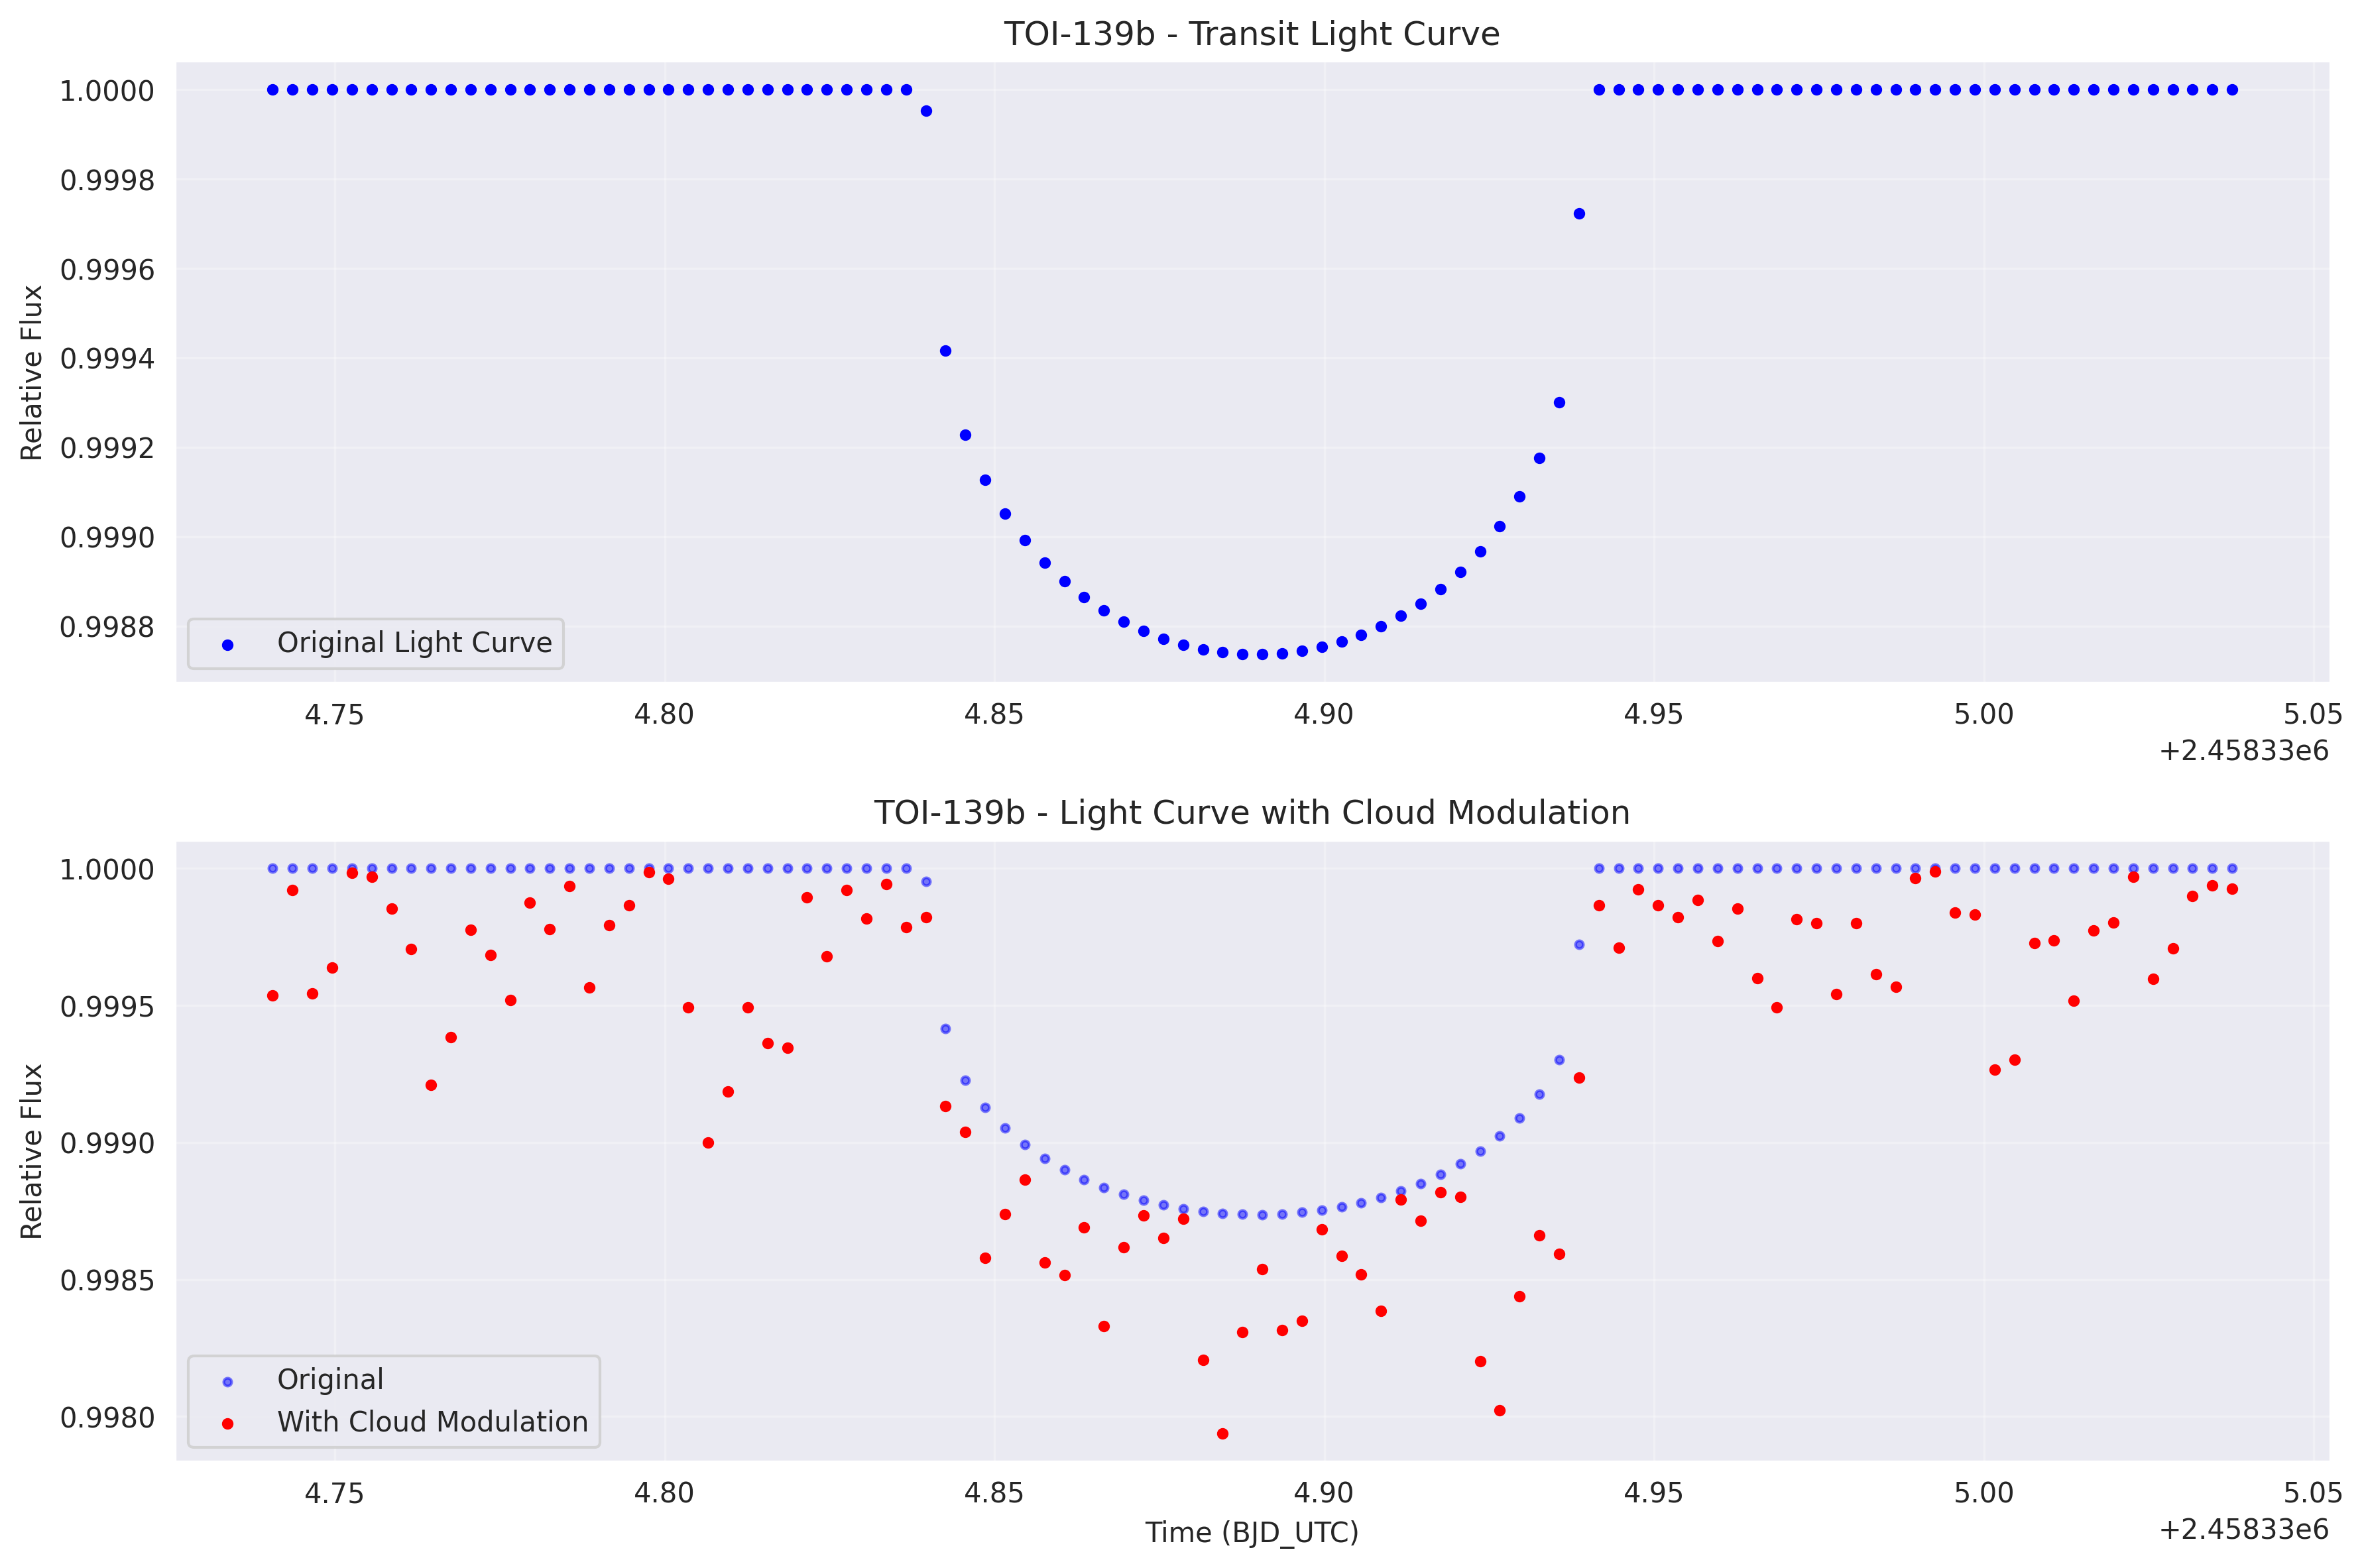 TOI-139b - Transit Light Curve
Relative Flux
1.0000
0.9998
0.9996
0.9994
0.9992
0.9990
0.9988
Original Light Curve
4.75 4.80 4.85 4.90 4.95 5.00 5.05
+2.45833e6
TOI-139b - Light Curve with Cloud Modulation
Relative Flux
1.0000
0.9995
0.9990
0.9985
0.9980
Original
With Cloud Modulation
4.75 4.80 4.85 4.90 4.95 5.00 5.05
Time (BJD_UTC)
+2.45833e6